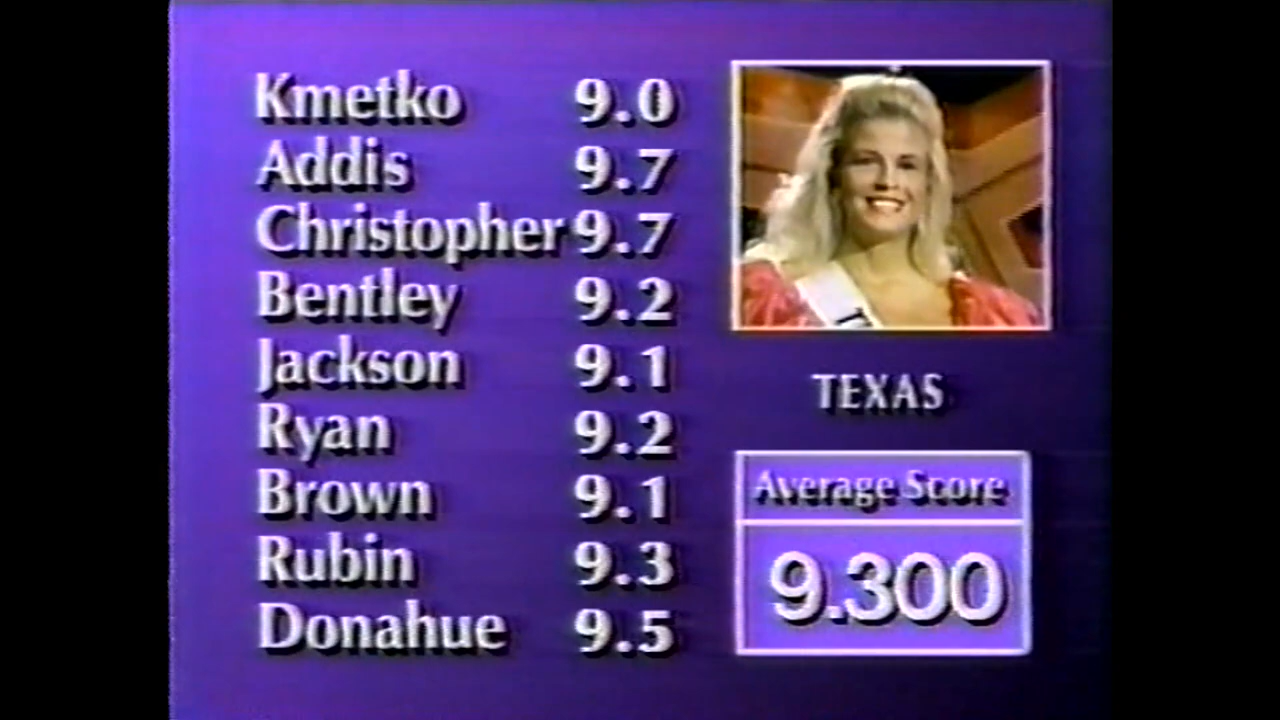 Kmetko 9.0
Addis 9.7
Christopher 9.7
Bentley 9.2
Jackson 9.1
Ryan 9.2
Brown 9.1
Rubin 9.3
Donahue 9.5
TEXAS
Average Score
9.300